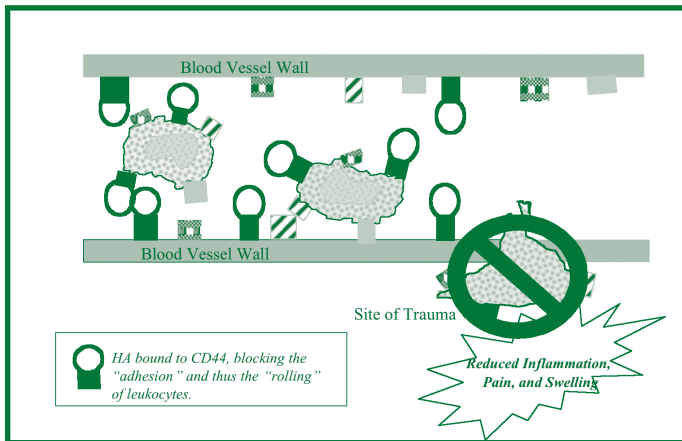 Blood Vessel Wall
Blood Vessel Wall
Site of Trauma
HA bound to CD44, blocking the
“adhesion” and thus the “rolling”
of leukocytes.
Reduced Inflammation,
Pain, and Swelling